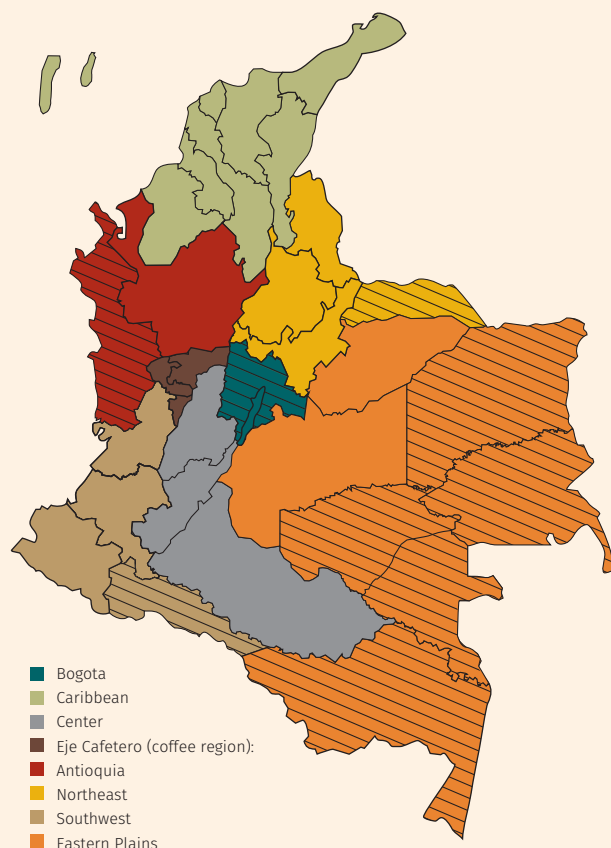 Bogota
Caribbean
Center
Eje Cafetero (coffee region):
Antioquia
Northeast
Southwest
Eastern Plains